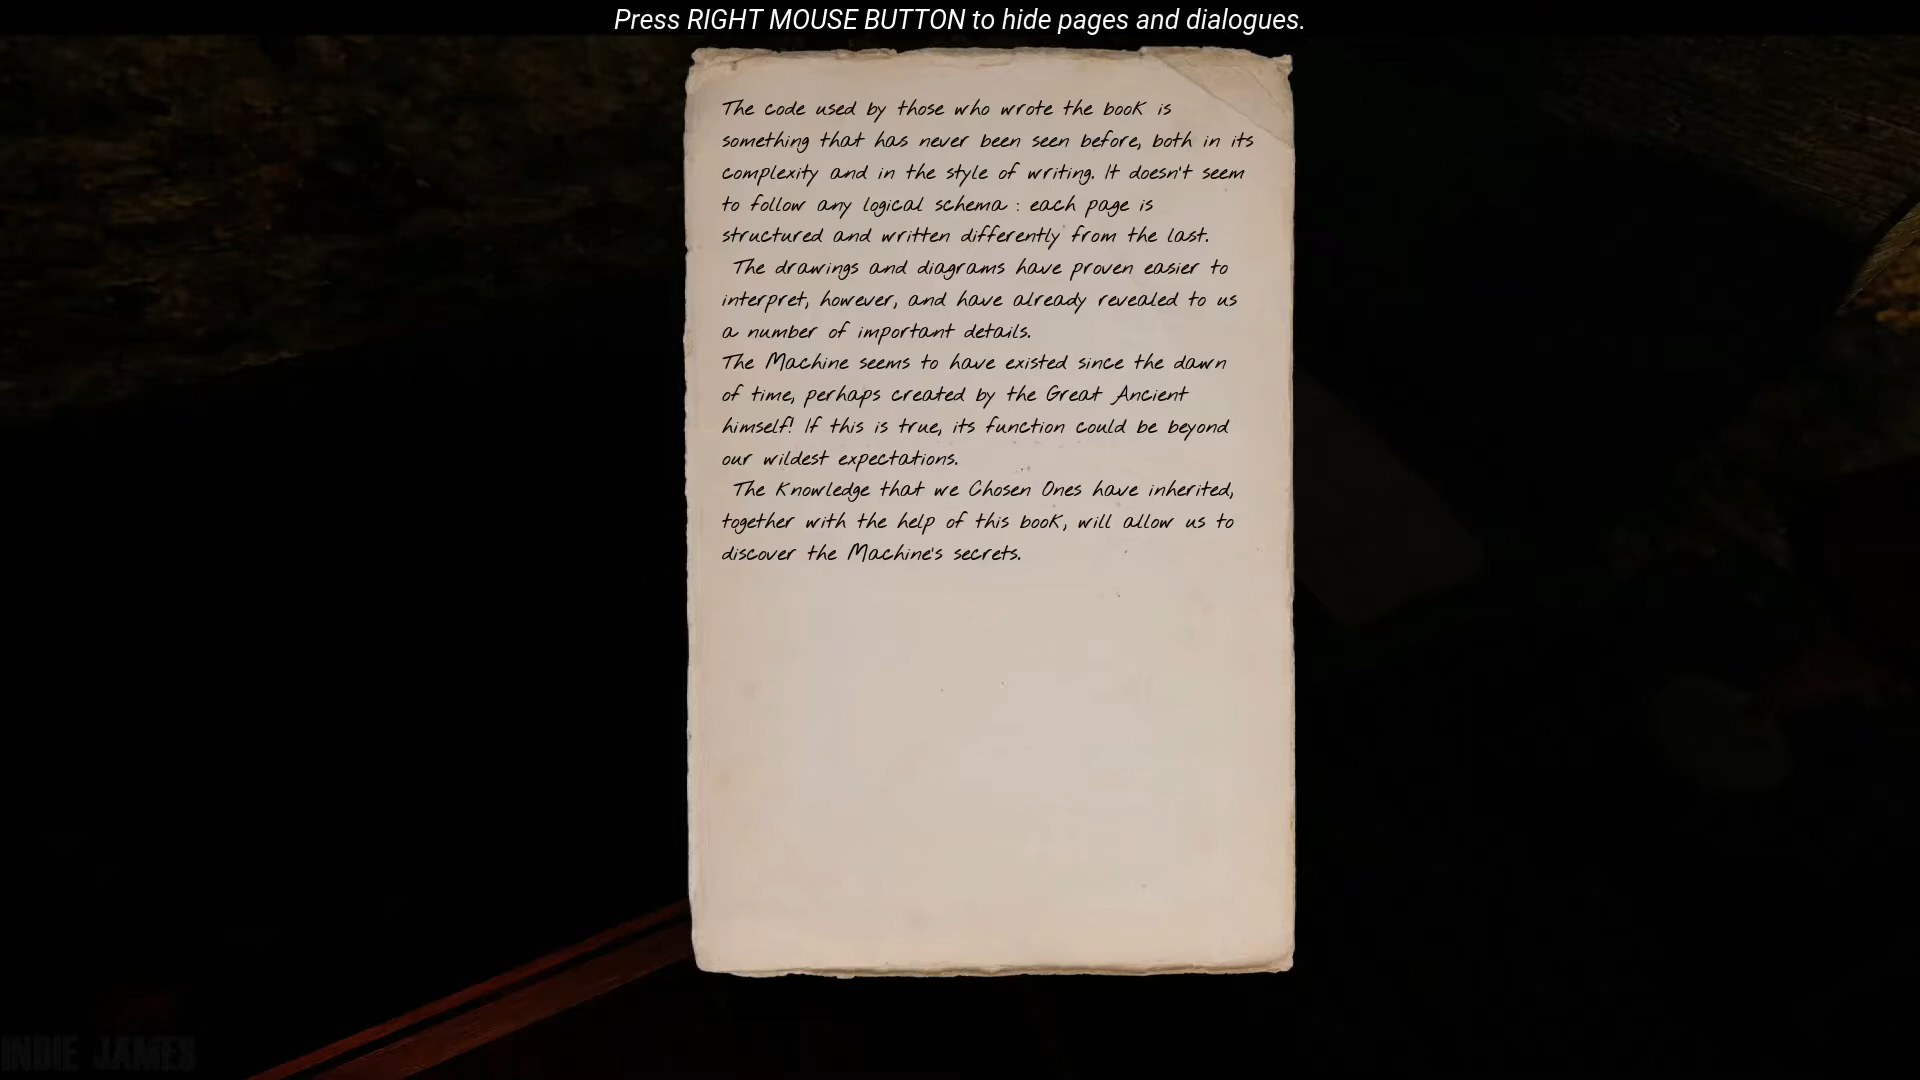 Press RIGHT MOUSE BUTTON to hide pages and dialogues.
The code used by those who wrote the book is
something that has never been seen before, both in its
complexity and in the style of writing. It doesn't seem
to follow any logical schema : each page is
structured and written differently from the last.
The drawings and diagrams have proven easier to
interpret, however, and have already revealed to us
a number of important details.
The Machine seems to have existed since the dawn
of time, perhaps created by the Great Ancient
himself! If this is true, its function could be beyond
our wildest expectations.
The Knowledge that we Chosen Ones have inherited,
together with the help of this book, will allow us to
discover the Machine's secrets.
INDIE JAMES